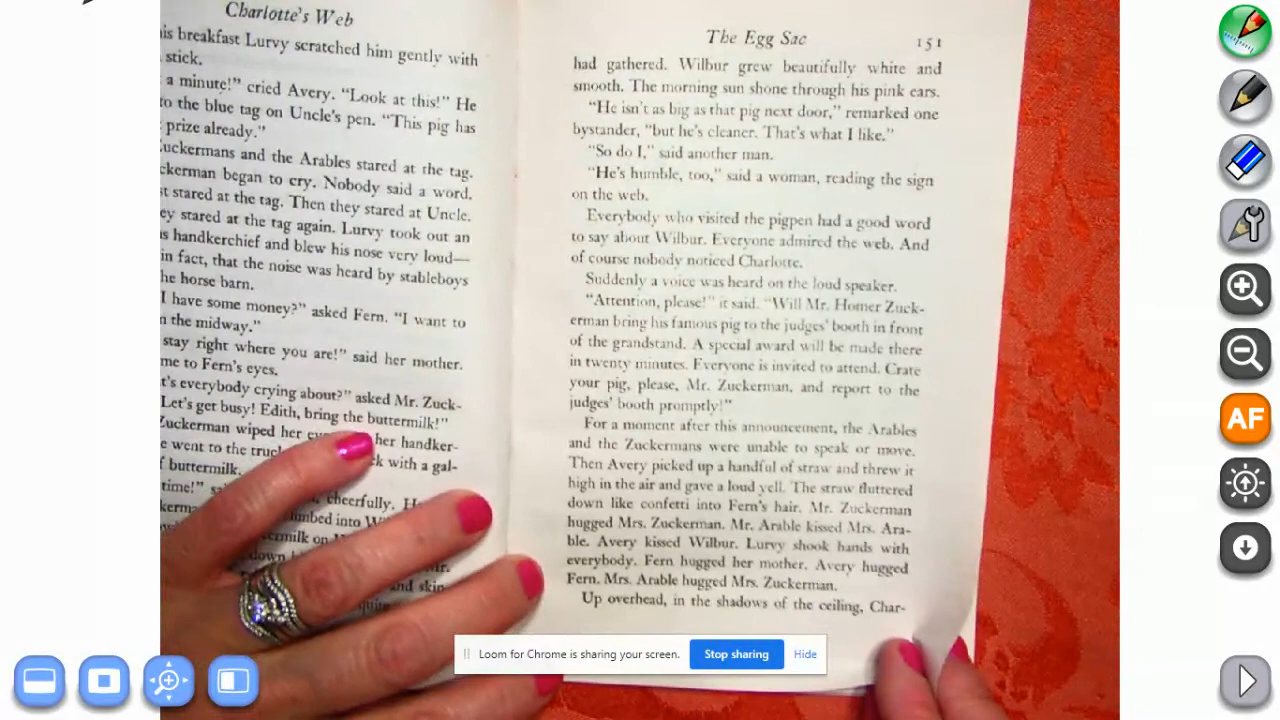 Charlotte's Web
is breakfast Lurvy scratched him gently with
stick.
a minute!" cried Avery. "Look at this!" He
to the blue tag on Uncle's pen. "This pig has
prize already."
uckermans and the Arables stared at the tag.
ckerman began to cry. Nobody said a word.
t stared at the tag. Then they stared at Uncle.
ey stared at the tag again. Lurvy took out an
s handkerchief and blew his nose very loud—
in fact, that the noise was heard by stableboys
he horse barn.
I have some money?" asked Fern. "I want to
n the midway."
stay right where you are!" said her mother.
me to Fern's eyes.
t's everybody crying about?" asked Mr. Zuck-
Let's get busy! Edith, bring the buttermilk!"
Zuckerman wiped her her handker-
e went to the truck ck with a gal-
f buttermilk.
time!" cheerfully. H
limbed into
ermilk on
down
and skin
quite
The Egg Sac 151
had gathered. Wilbur grew beautifully white and
smooth. The morning sun shone through his pink ears.
"He isn't as big as that pig next door," remarked one
bystander, "but he's cleaner. That's what I like."
"So do I," said another man.
"He's humble, too," said a woman, reading the sign
on the web.
Everybody who visited the pigpen had a good word
to say about Wilbur. Everyone admired the web. And
of course nobody noticed Charlotte.
Suddenly a voice was heard on the loud speaker.
"Attention, please!" it said. "Will Mr. Homer Zuck-
erman bring his famous pig to the judges' booth in front
of the grandstand. A special award will be made there
in twenty minutes. Everyone is invited to attend. Crate
your pig, please, Mr. Zuckerman, and report to the
judges' booth promptly!"
For a moment after this announcement, the Arables
and the Zuckermans were unable to speak or move.
Then Avery picked up a handful of straw and threw it
high in the air and gave a loud yell. The straw fluttered
down like confetti into Fern's hair. Mr. Zuckerman
hugged Mrs. Zuckerman. Mr. Arable kissed Mrs. Ara-
ble. Avery kissed Wilbur. Lurvy shook hands with
everybody. Fern hugged her mother. Avery hugged
Fern. Mrs. Arable hugged Mrs. Zuckerman.
Up overhead, in the shadows of the ceiling, Char-
Loom for Chrome is sharing your screen. Stop sharing Hide
AF